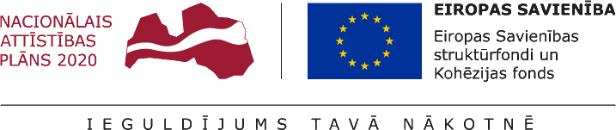 NACIONĀLAIS
ATTĪSTĪBAS
PLĀNS 2020
EIROPAS SAVIENĪBA
Eiropas Savienības
struktūrfondi un
Kohēzijas fonds
IEGULDĪJUMS TAVĀ NĀKOTNĒ